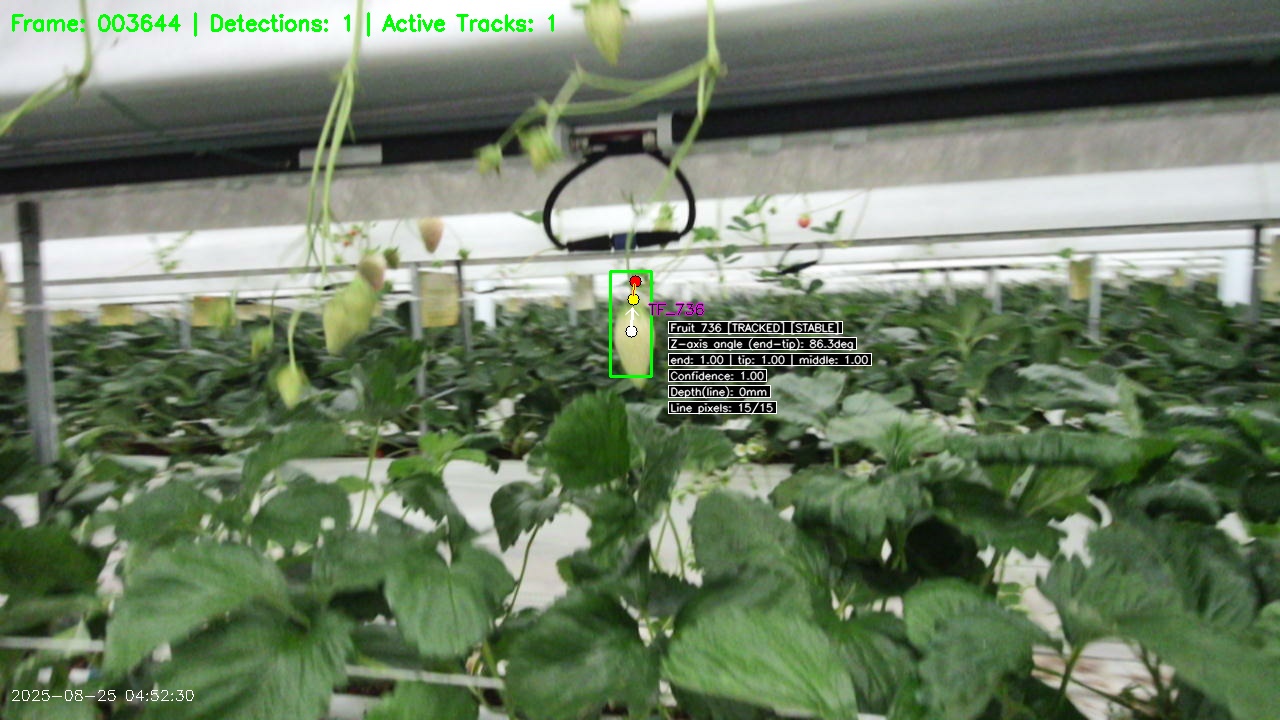 Frame: 003644 | Detections: 1 | Active Tracks: 1
TF_736
Fruit 736 [TRACKED] [STABLE]
Z-axis angle (end-tip): 86.3deg
end: 1.00 | tip: 1.00 | middle: 1.00
Confidence: 1.00
Depth(line): 0mm
Line pixels: 15/15
2025-08-25 04:52:30